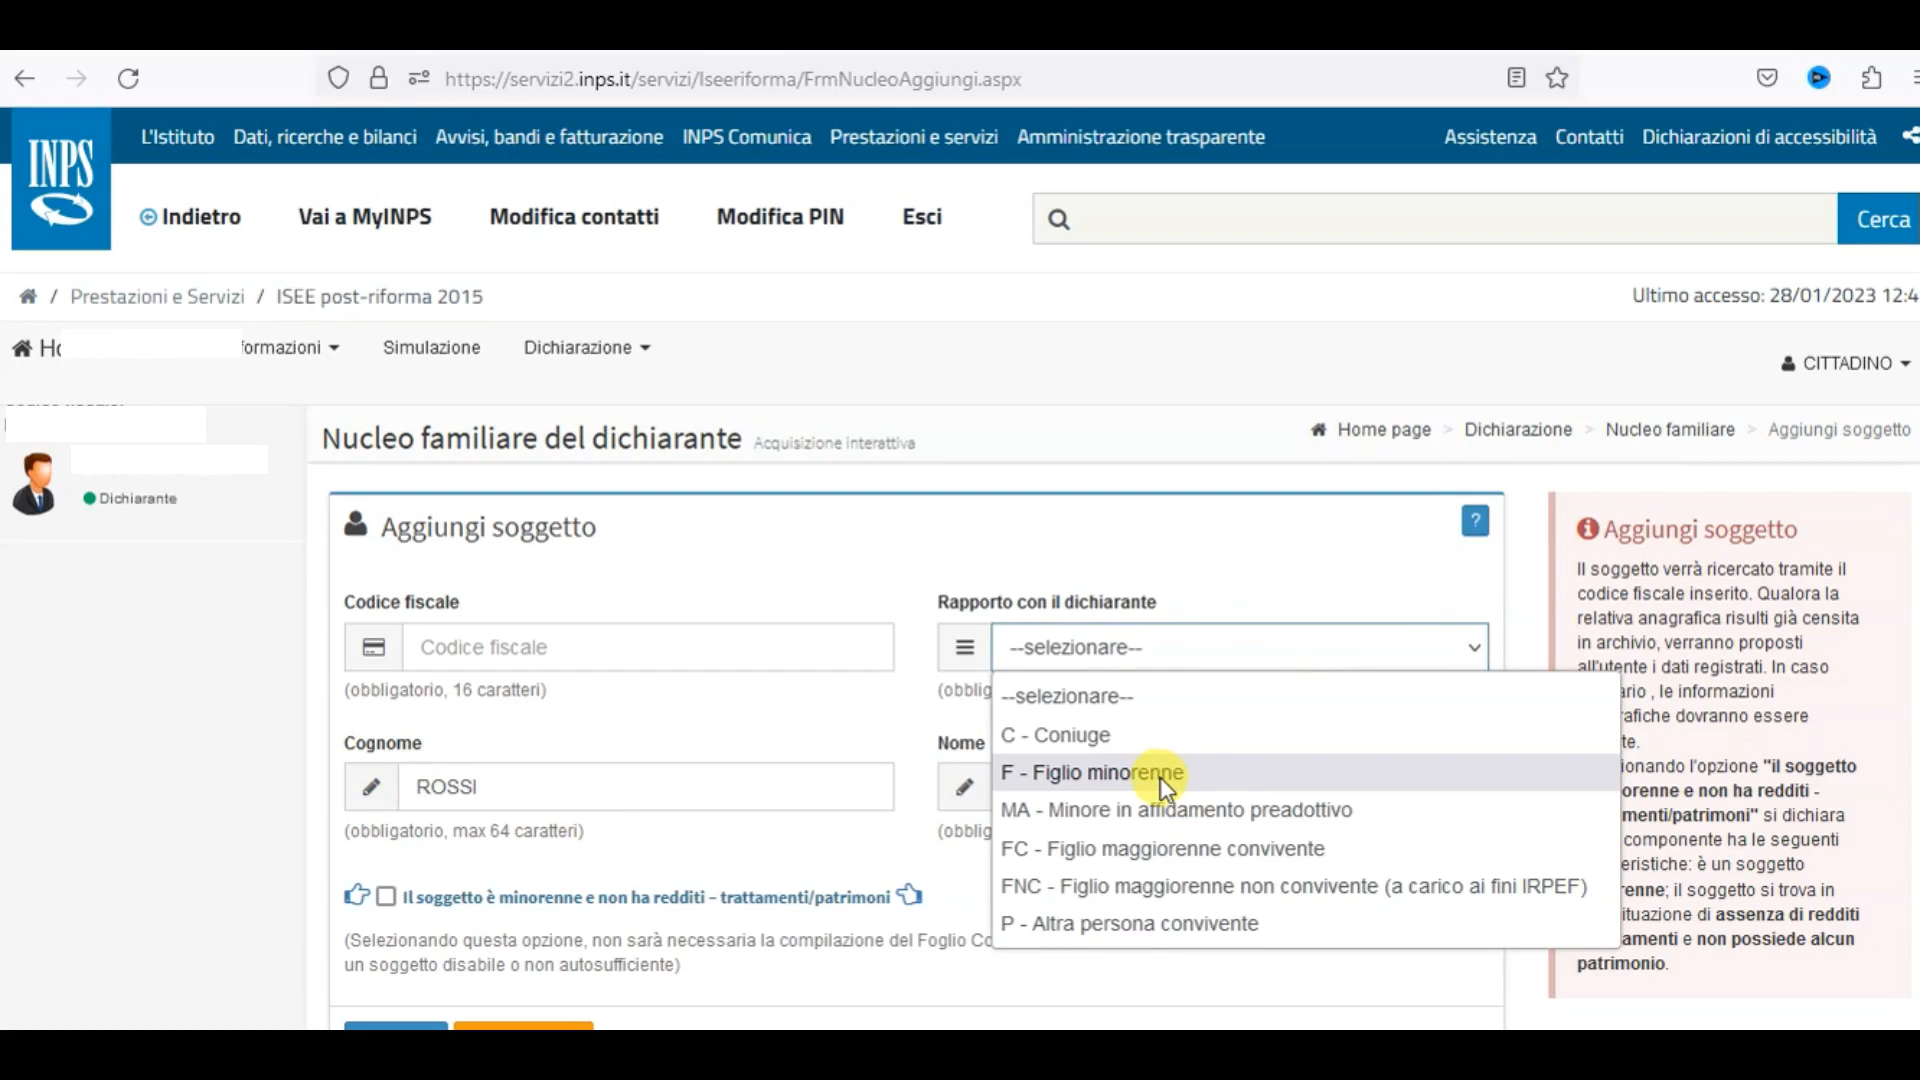 https://servizi2.inps.it/servizi/Iseeriforma/FrmNucleoAggiungi.aspx
L'Istituto Dati, ricerche e bilanci Avvisi, bandi e fatturazione INPS Comunica Prestazioni e servizi Amministrazione trasparente Assistenza Contatti Dichiarazioni di accessibilità
INPS
Indietro Vai a MyINPS Modifica contatti Modifica PIN Esci Cerca
/ Prestazioni e Servizi / ISEE post-riforma 2015 Ultimo accesso: 28/01/2023 12:4
Ho formazioni Simulazione Dichiarazione
CITTADINO
Nucleo familiare del dichiarante Acquisizione interattiva
Home page > Dichiarazione > Nucleo familiare > Aggiungi soggetto
Dichiarante
Aggiungi soggetto ?
Codice fiscale
Codice fiscale
(obbligatorio, 16 caratteri)
Rapporto con il dichiarante
--selezionare--
(obblig
--selezionare--
C - Coniuge
F - Figlio minorenne
MA - Minore in affidamento preadottivo
FC - Figlio maggiorenne convivente
FNC - Figlio maggiorenne non convivente (a carico ai fini IRPEF)
P - Altra persona convivente
Cognome
ROSSI
(obbligatorio, max 64 caratteri)
Nome
(obblig
Il soggetto è minorenne e non ha redditi - trattamenti/patrimoni
(Selezionando questa opzione, non sarà necessaria la compilazione del Foglio Co
un soggetto disabile o non autosufficiente)
Aggiungi soggetto
Il soggetto verrà ricercato tramite il
codice fiscale inserito. Qualora la
relativa anagrafica risulti già censita
in archivio, verranno proposti
all'utente i dati registrati. In caso
ario , le informazioni
afiche dovranno essere
te.
ionando l'opzione "il soggetto
orenne e non ha redditi -
menti/patrimoni" si dichiara
componente ha le seguenti
eristiche: è un soggetto
enne; il soggetto si trova in
ituazione di assenza di redditi
amenti e non possiede alcun
patrimonio.